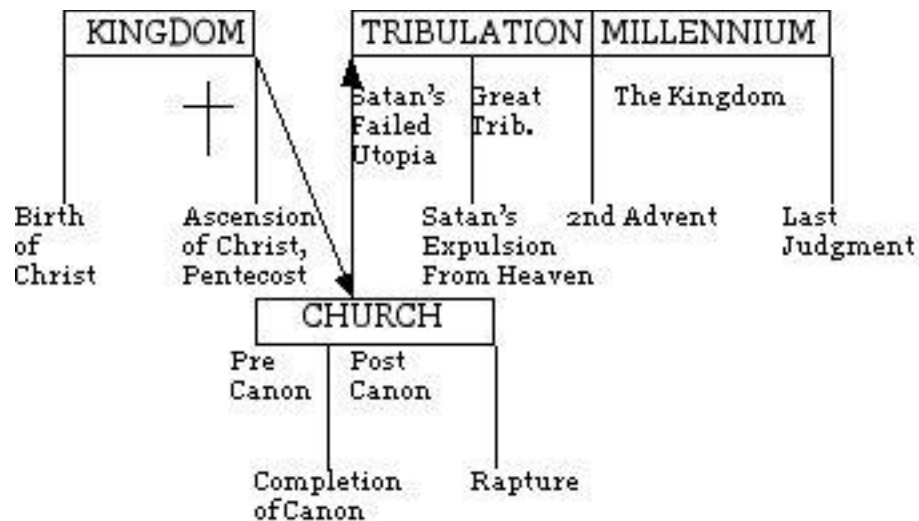 KINGDOM
TRIBULATION
MILLENNIUM
Satan's
Failed
Utopia
Great
Trib.
The Kingdom
Birth
of
Christ
Ascension
of Christ,
Pentecost
Satan's
Expulsion
From Heaven
2nd Advent
Last
Judgment
CHURCH
Pre
Canon
Post
Canon
Completion
of Canon
Rapture